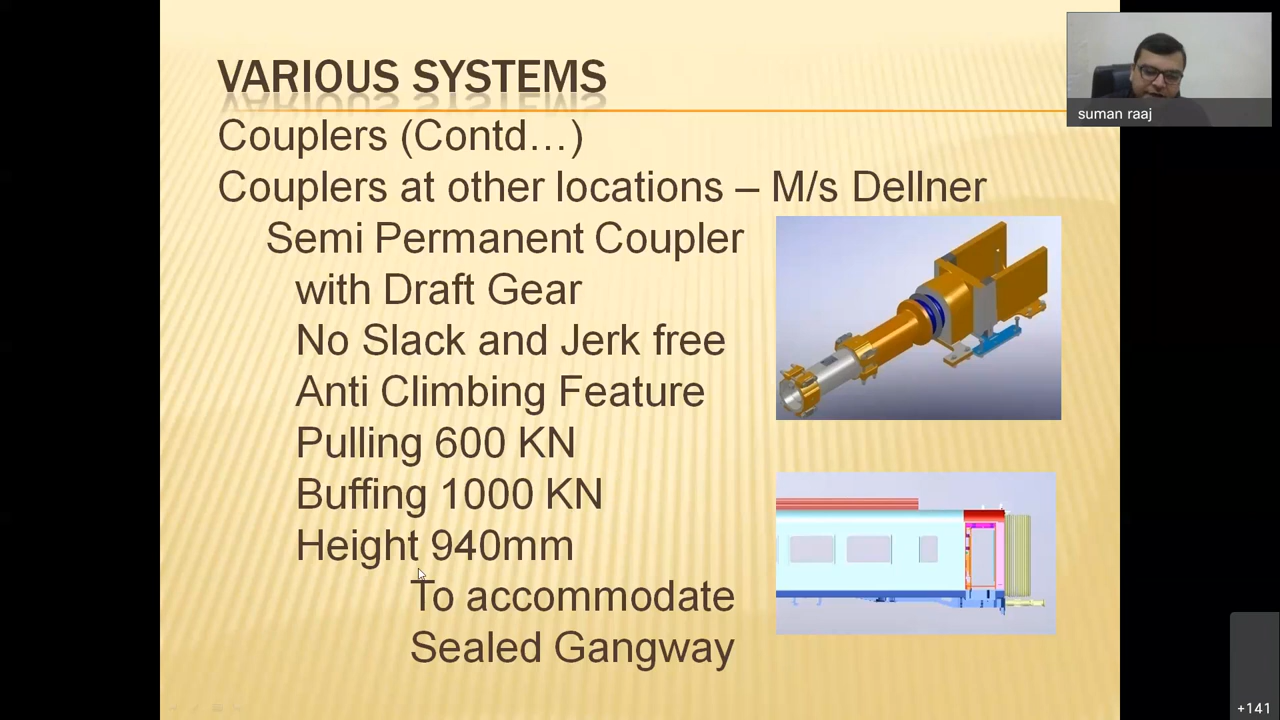 VARIOUS SYSTEMS
Couplers (Contd…)
Couplers at other locations – M/s Dellner
Semi Permanent Coupler
with Draft Gear
No Slack and Jerk free
Anti Climbing Feature
Pulling 600 KN
Buffing 1000 KN
Height 940mm
To accommodate
Sealed Gangway
suman raaj
+141